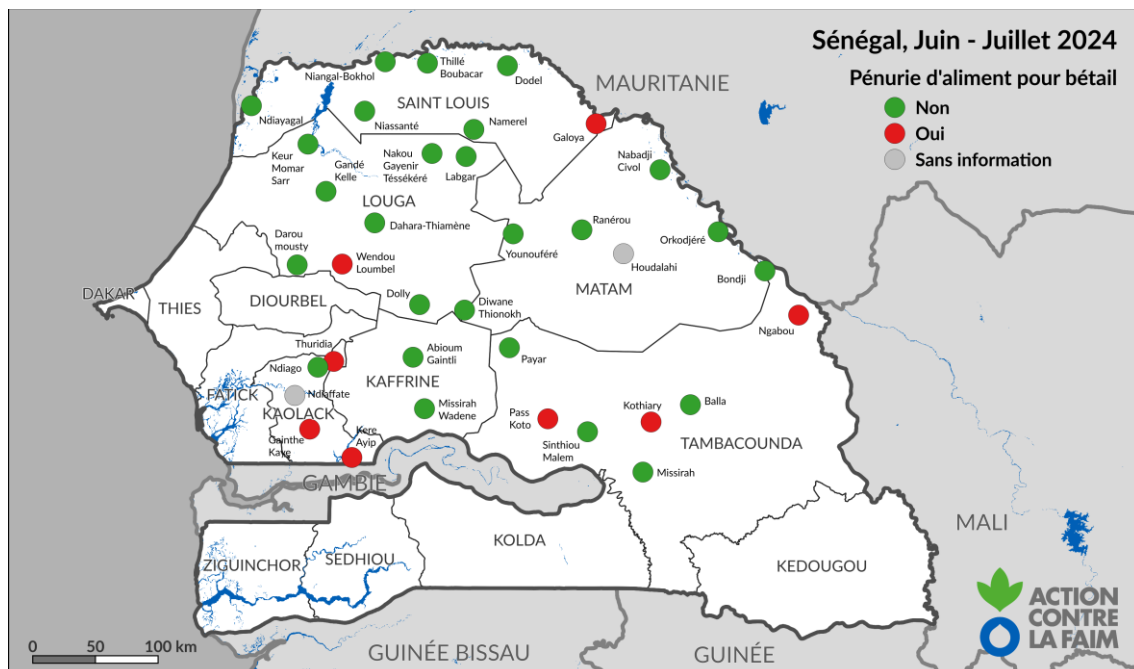 Sénégal, Juin - Juillet 2024
Pénurie d'aliment pour bétail
Non
Oui
Sans information
MAURITANIE
Niangal-Bokhol
Thillé
Boubacar
Dodel
SAINT LOUIS
Ndiayagal
Niassanté
Namerel
Galoya
Keur
Momar
Sarr
Gandé
Kelle
Nakou
Gayenir
Téssékéré
Labgar
Nabadji
Civol
LOUGA
Dahara-Thiamène
Ranérou
Younouféré
Orkodjéré
Houdalahi
Darou
mousty
Wendou
Loumbel
Bondji
MATAM
DAKAR
THIES
DIOURBEL
Dolly
Diwane
Thionokh
Ngabou
Thuridia
Ndiago
Abioum
Gaintli
Payar
KAFFRINE
FATICK
Ndiaffate
KAOLACK
Missirah
Wadene
Pass
Koto
Kothiary
Balla
Gainthe
Kaye
Kere
Ayip
Sinthiou
Malem
TAMBACOUNDA
Missirah
GAMBIE
MALI
KOLDA
ZIGUINCHOR
SEDHIOU
KEDOUGOU
ACTION
CONTRE
LA FAIM
0 50 100 km
GUINÉE BISSAU
GUINÉE